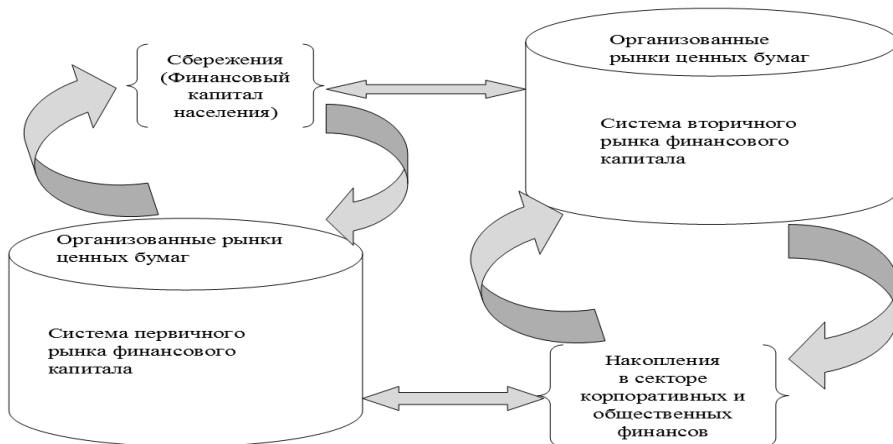 Сбережения
(Финансовый
капитал
населения)
Организованные
рынки ценных бумаг
Система вторичного
рынка финансового
капитала
Организованные рынки
ценных бумаг
Система первичного
рынка финансового
капитала
Накопления
в секторе
корпоративных и
общественных
финансов